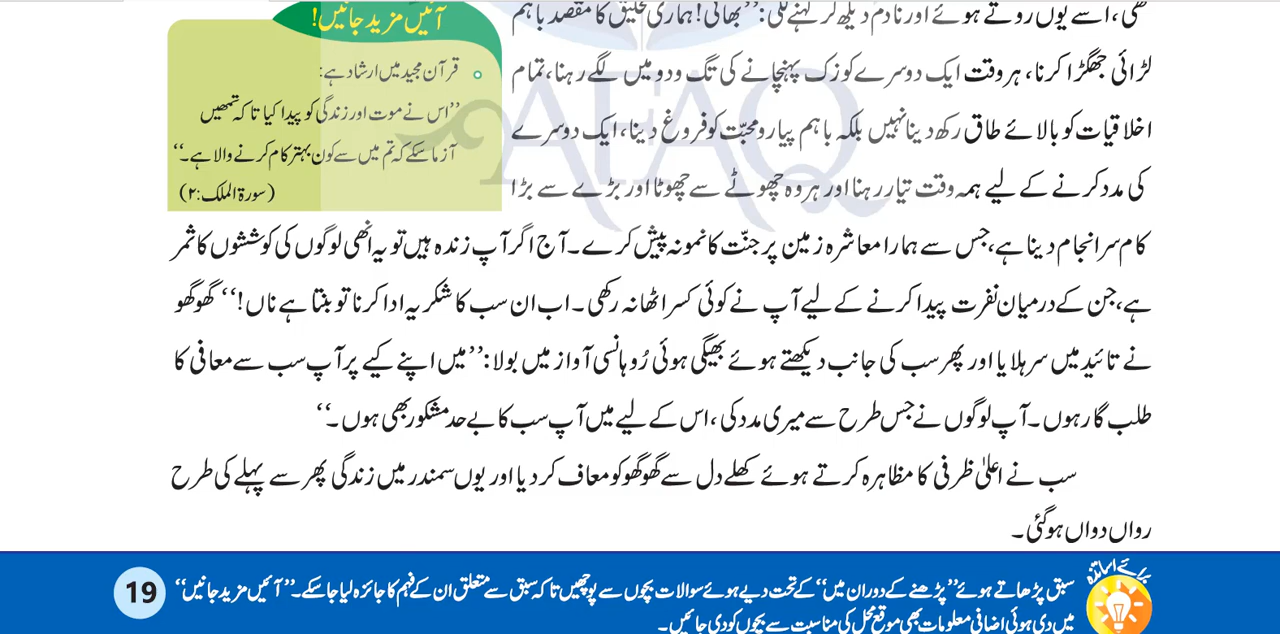 تھی، اسے یوں روتے ہوئے اور نادم دیکھ کر کہنے لگی: ”بھائی! ہماری تخلیق کا مقصد باہم
لڑائی جھگڑا کرنا، ہر وقت ایک دوسرے کو زک پہنچانے کی تگ ودو میں لگے رہنا، تمام
اخلاقیات کو بالائے طاق رکھ دینا نہیں بلکہ باہم پیار و محبّت کو فروغ دینا، ایک دوسرے
کی مدد کرنے کے لیے ہمہ وقت تیار رہنا اور ہر وہ چھوٹے سے چھوٹا اور بڑے سے بڑا
کام سرانجام دینا ہے، جس سے ہمارا معاشرہ زمین پر جنّت کا نمونہ پیش کرے۔ آج اگر آپ زندہ ہیں تو یہ انھی لوگوں کی کوششوں کا ثمر
ہے، جن کے درمیان نفرت پیدا کرنے کے لیے آپ نے کوئی کسر اٹھا نہ رکھی۔ اب ان سب کا شکریہ ادا کرنا تو بنتا ہے ناں!“ گھوگھو
نے تائید میں سر ہلایا اور پھر سب کی جانب دیکھتے ہوئے بھیگی ہوئی رُوہانسی آواز میں بولا: ”میں اپنے کیے پر آپ سب سے معافی کا
طلب گار ہوں۔ آپ لوگوں نے جس طرح سے میری مدد کی، اس کے لیے میں آپ سب کا بے حد مشکور بھی ہوں۔“
سب نے اعلیٰ ظرفی کا مظاہرہ کرتے ہوئے کھلے دل سے گھوگھو کو معاف کر دیا اور یوں سمندر میں زندگی پھر سے پہلے کی طرح
رواں دواں ہوگئی۔
آئیں مزید جانیں!
قرآن مجید میں ارشاد ہے:
”اس نے موت اور زندگی کو پیدا کیا تاکہ تمھیں
آزما سکے کہ تم میں سے کون بہتر کام کرنے والا ہے۔“
(سورۃ الملک: ۲)
AFAQ
برائے اساتذہ
سبق پڑھاتے ہوئے ”پڑھنے کے دوران میں“ کے تحت دیے ہوئے سوالات بچوں سے پوچھیں تاکہ سبق سے متعلق ان کے فہم کا جائزہ لیا جا سکے۔ ”آئیں مزید جانیں“
میں دی ہوئی اضافی معلومات بھی موقع محل کی مناسبت سے بچوں کو دی جائیں۔
19